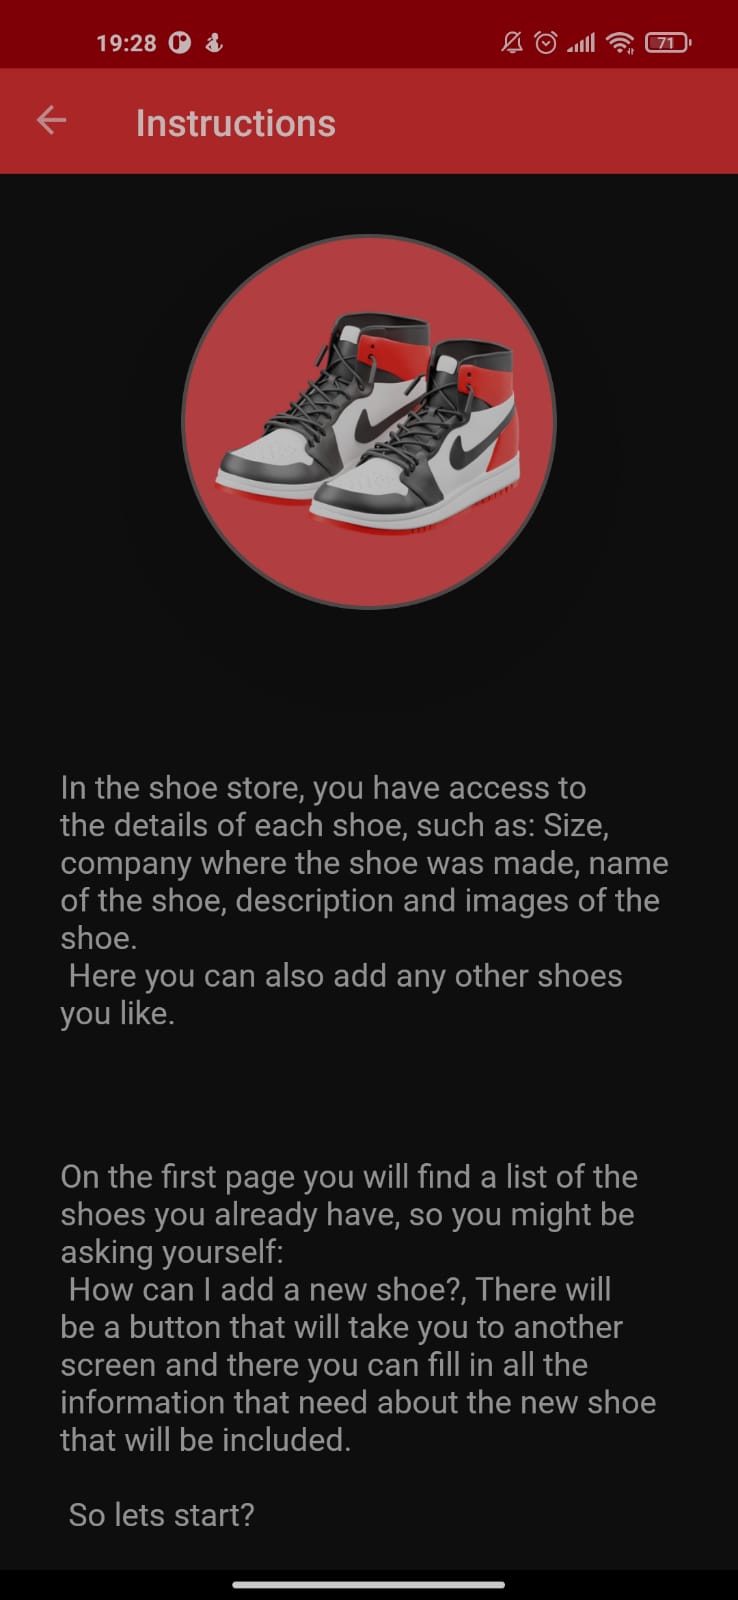 19:28
71
Instructions
In the shoe store, you have access to
the details of each shoe, such as: Size,
company where the shoe was made, name
of the shoe, description and images of the
shoe.
Here you can also add any other shoes
you like.
On the first page you will find a list of the
shoes you already have, so you might be
asking yourself:
How can I add a new shoe?, There will
be a button that will take you to another
screen and there you can fill in all the
information that need about the new shoe
that will be included.
So lets start?